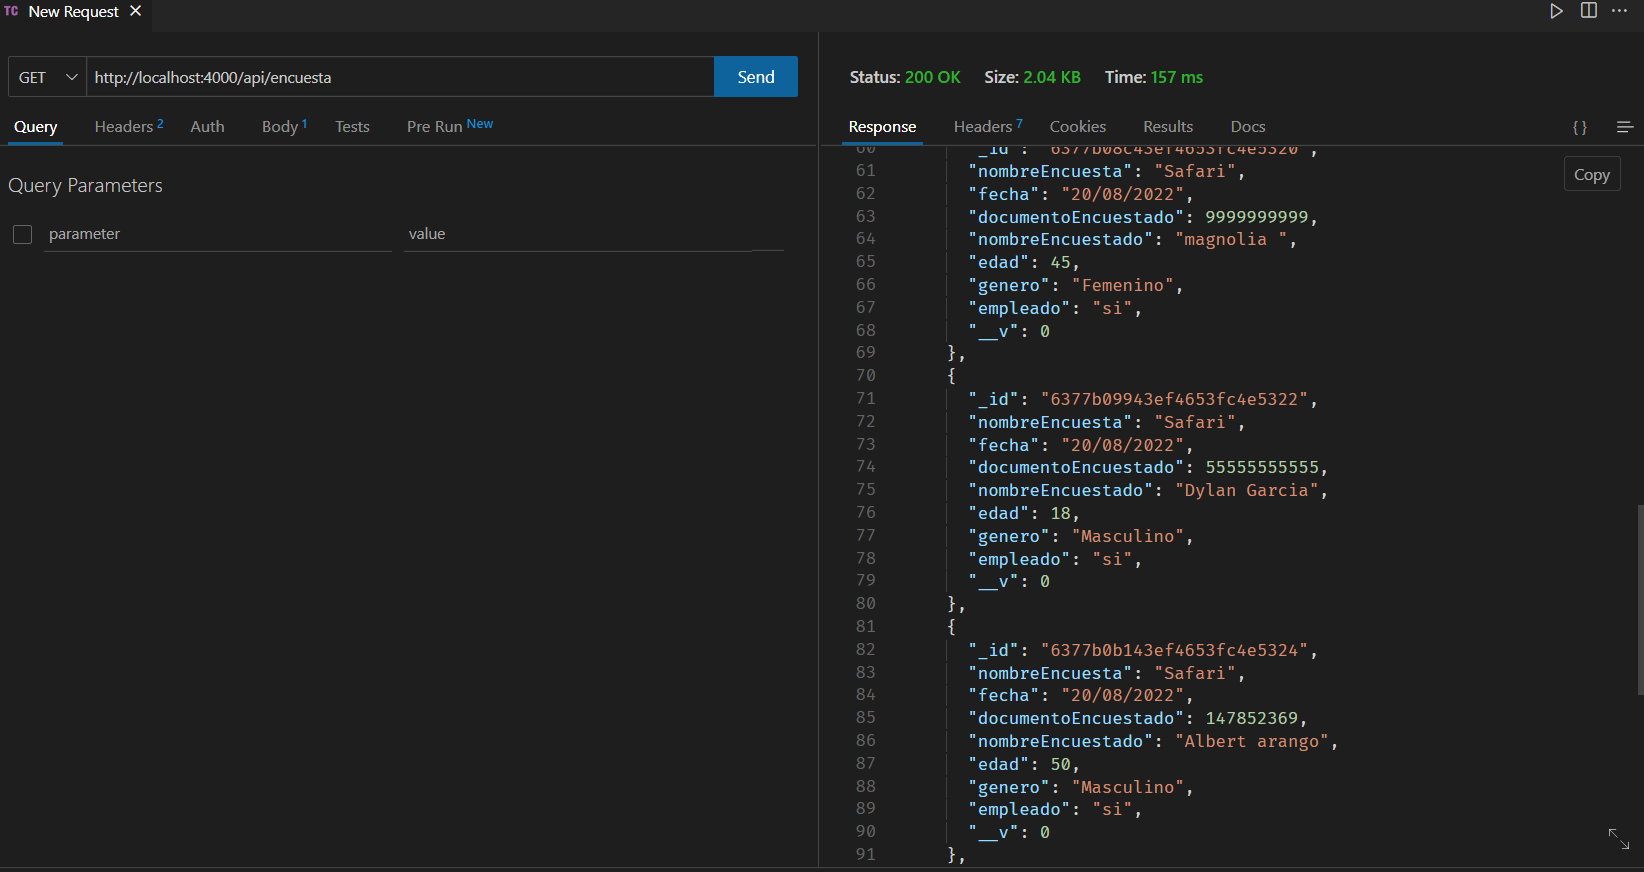 TC New Request
GET http://localhost:4000/api/encuesta Send
Query Headers 2 Auth Body 1 Tests Pre Run New
Query Parameters
parameter value
Status: 200 OK Size: 2.04 KB Time: 157 ms
Response Headers 7 Cookies Results Docs {}
Copy
60 "_id": "6377b08c43ef4653fc4e5320",
61 "nombreEncuesta": "Safari",
62 "fecha": "20/08/2022",
63 "documentoEncuestado": 9999999999,
64 "nombreEncuestado": "magnolia ",
65 "edad": 45,
66 "genero": "Femenino",
67 "empleado": "si",
68 "__v": 0
69 },
70 {
71 "_id": "6377b09943ef4653fc4e5322",
72 "nombreEncuesta": "Safari",
73 "fecha": "20/08/2022",
74 "documentoEncuestado": 55555555555,
75 "nombreEncuestado": "Dylan Garcia",
76 "edad": 18,
77 "genero": "Masculino",
78 "empleado": "si",
79 "__v": 0
80 },
81 {
82 "_id": "6377b0b143ef4653fc4e5324",
83 "nombreEncuesta": "Safari",
84 "fecha": "20/08/2022",
85 "documentoEncuestado": 147852369,
86 "nombreEncuestado": "Albert arango",
87 "edad": 50,
88 "genero": "Masculino",
89 "empleado": "si",
90 "__v": 0
91 },